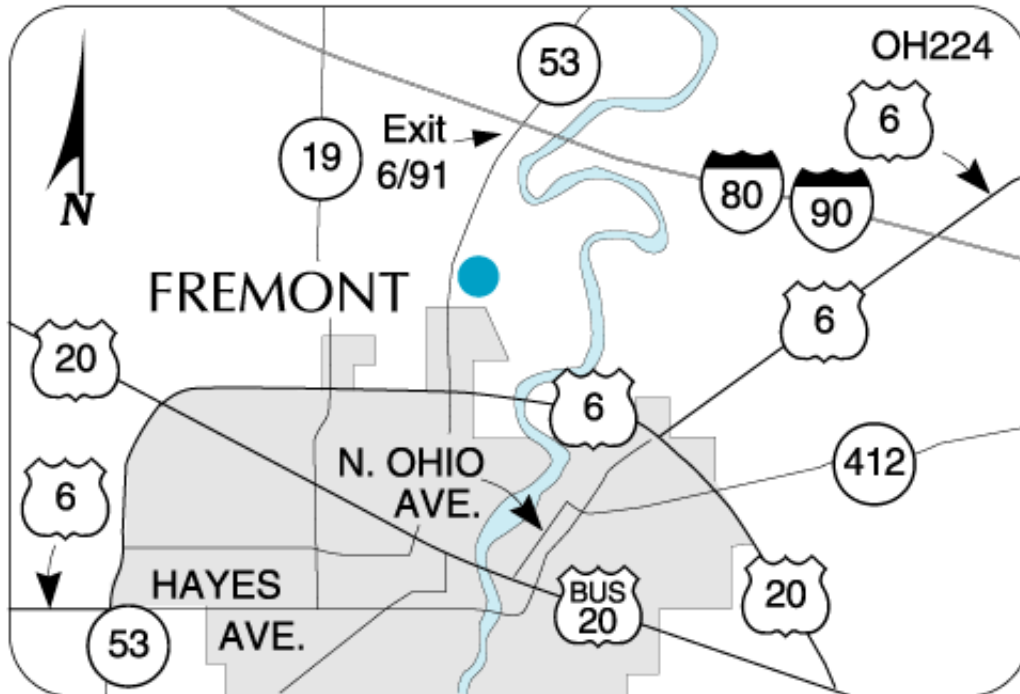 53
OH224
6
Exit
6/91
19
80
90
N
FREMONT
6
20
6
N. OHIO
AVE.
412
6
HAYES
AVE.
BUS
20
20
53